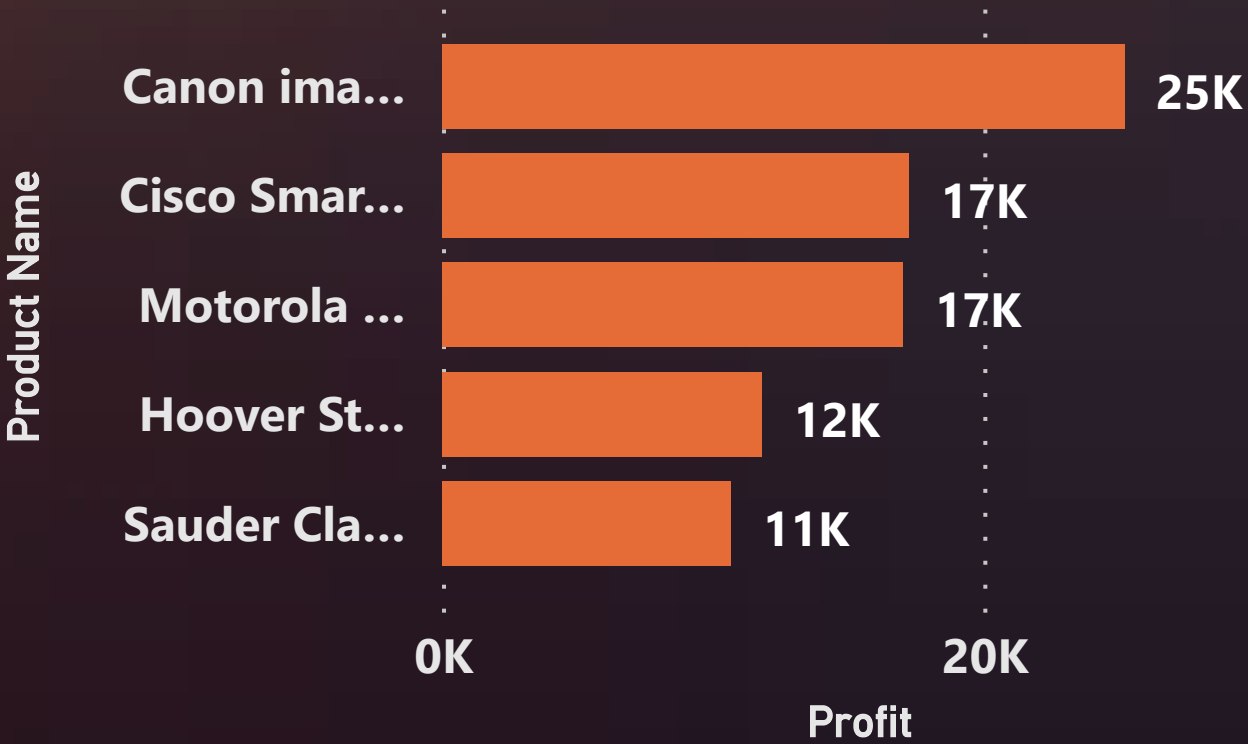 Product Name
Canon ima...
25K
Cisco Smar...
17K
Motorola ...
17K
Hoover St...
12K
Sauder Cla...
11K
0K
20K
Profit